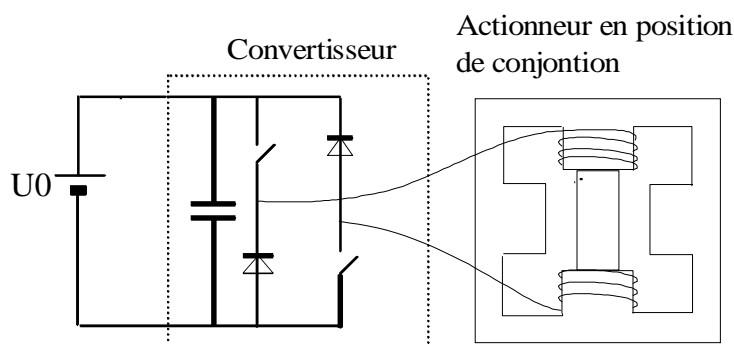 Convertisseur
Actionneur en position
de conjontion
U0